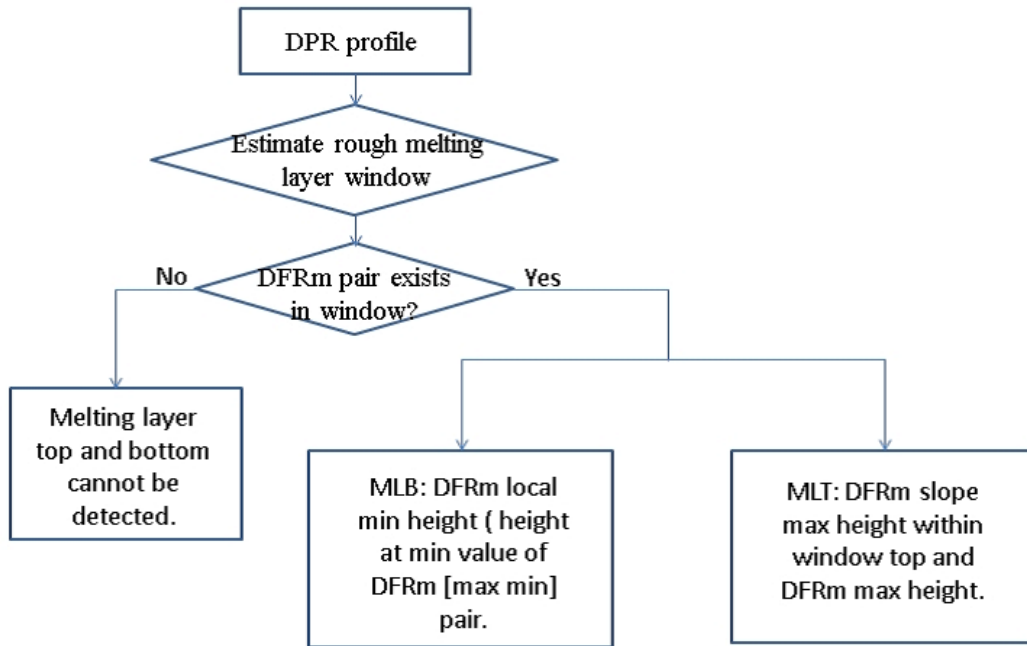 DPR profile
Estimate rough melting
layer window
No
DFRm pair exists
in window?
Yes
Melting layer
top and bottom
cannot be
detected.
MLB: DFRm local
min height ( height
at min value of
DFRm [max min]
pair.
MLT: DFRm slope
max height within
window top and
DFRm max height.